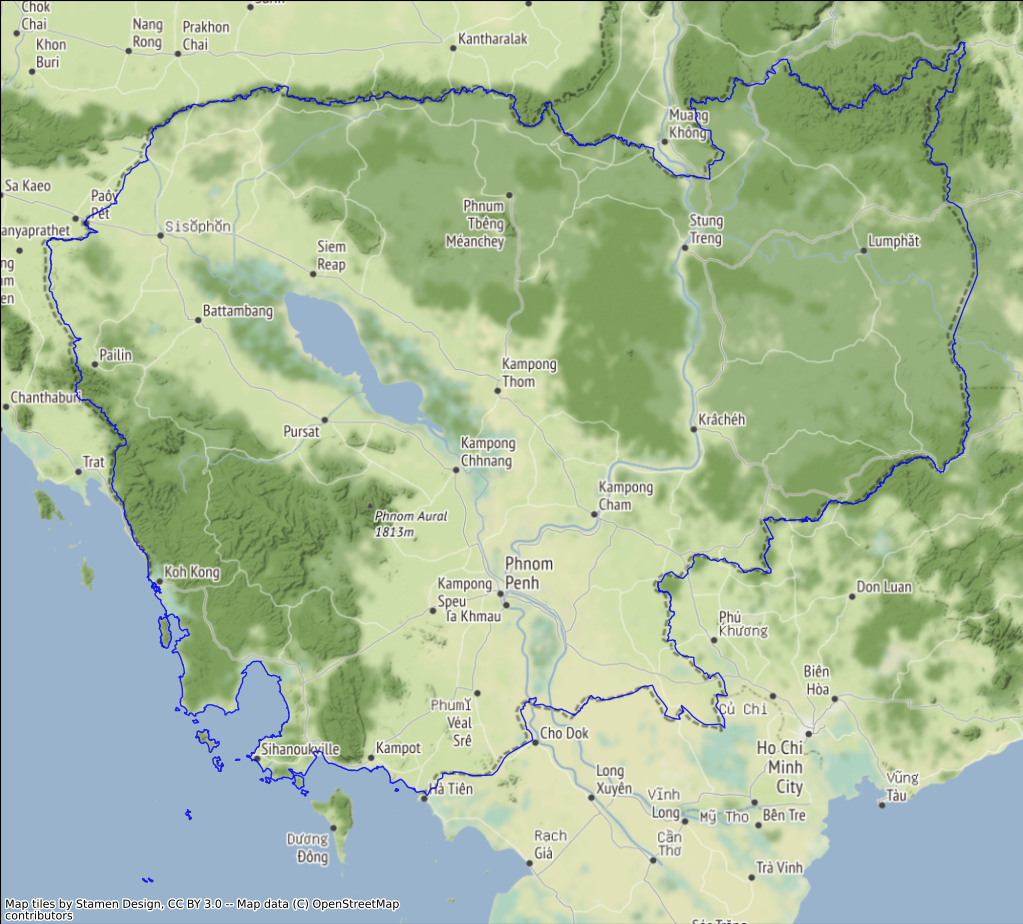 Chok
Chai
Khon
Buri
Nang
Rong
Prakhon
Chai
Kantharalak
Muang
Không
Sa Kaeo
Paôy
Pêt
anyaprathet
Sisŏphŏn
Siem
Reap
Phnum
Tbêng
Méanchey
Stung
Treng
Lumphăt
ng
am
en
Battambang
Pailin
Kampong
Thom
Chanthaburi
Pursat
Kampong
Chhnang
Krâchéh
Trat
Kampong
Cham
Phnom Aural
1813m
Phnom
Penh
Koh Kong
Kampong
Speu
Ta Khmau
Don Luan
Phú
Khương
Biên
Hòa
Phumĭ
Véal
Srê
Củ Chi
Cho Dok
Sihanoukville
Kampot
Hà Tiên
Ho Chi
Minh
City
Long
Xuyên
Vĩnh
Long
Mỹ Tho
Bến Tre
Vũng
Tàu
Dương
Đông
Rạch
Giá
Cần
Thơ
Trà Vinh
Map tiles by Stamen Design, CC BY 3.0 -- Map data (C) OpenStreetMap
contributors